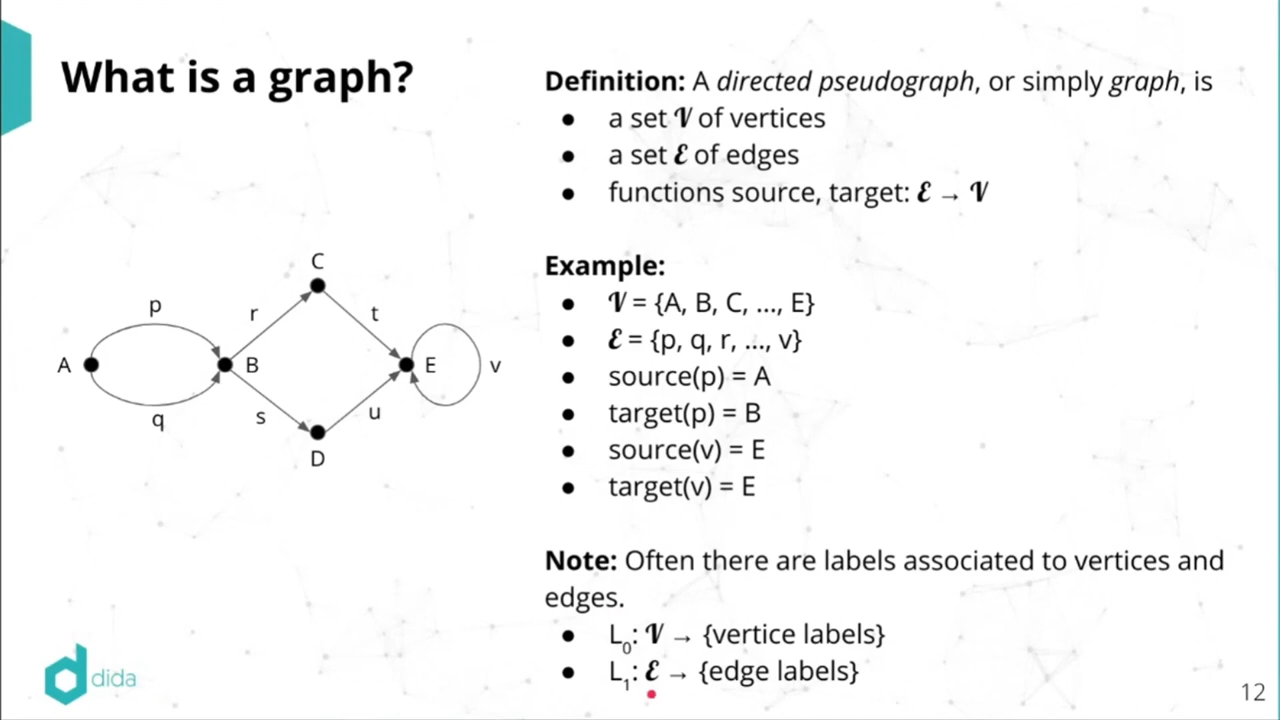 What is a graph?
C
p
r
t
A
B
E
v
q
s
u
D
dida
Definition: A directed pseudograph, or simply graph, is
● a set 𝒱 of vertices
● a set ℰ of edges
● functions source, target: ℰ → 𝒱
Example:
● 𝒱 = {A, B, C, ..., E}
● ℰ = {p, q, r, ..., v}
● source(p) = A
● target(p) = B
● source(v) = E
● target(v) = E
Note: Often there are labels associated to vertices and
edges.
● L₀: 𝒱 → {vertice labels}
● L₁: ℰ → {edge labels}
12